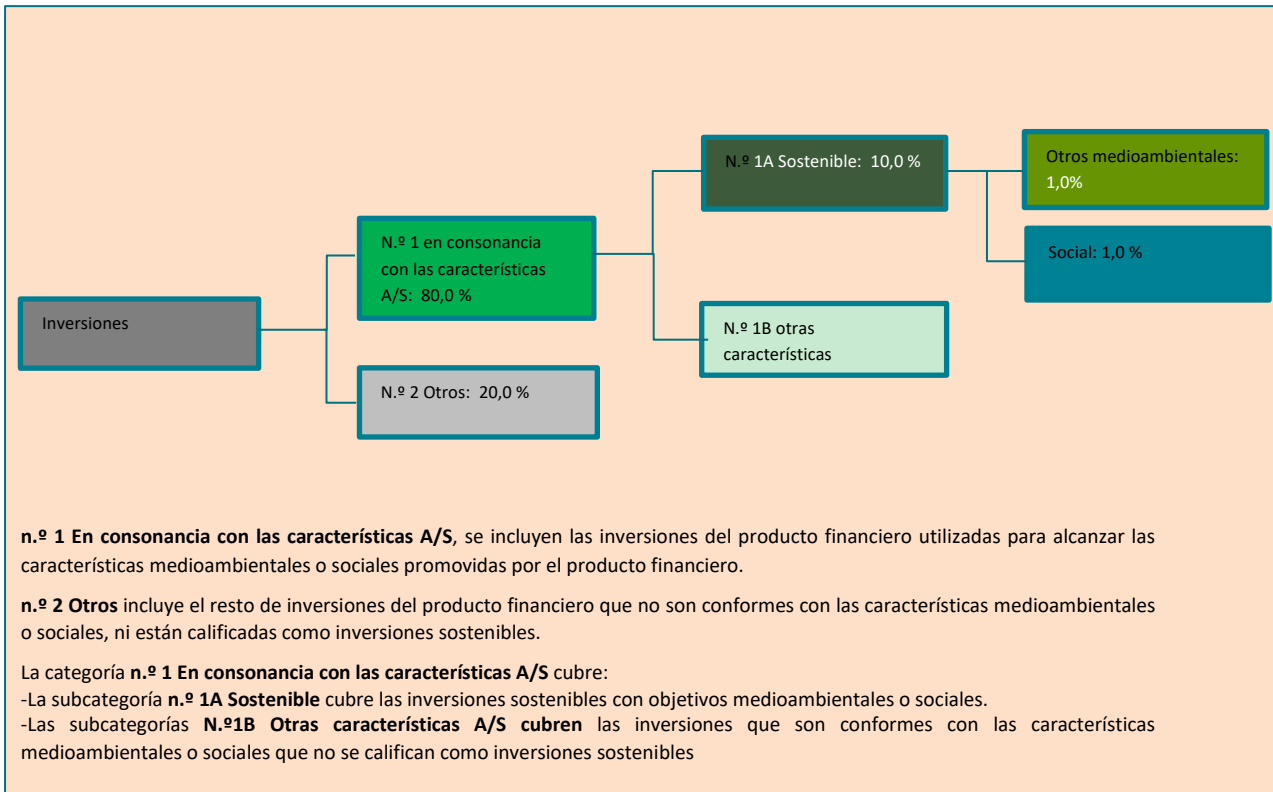 N.º 1A Sostenible: 10,0 %
Otros medioambientales:
1,0%
N.º 1 en consonancia
con las características
A/S: 80,0 %
Social: 1,0 %
Inversiones
N.º 1B otras
características
N.º 2 Otros: 20,0 %
n.º 1 En consonancia con las características A/S, se incluyen las inversiones del producto financiero utilizadas para alcanzar las
características medioambientales o sociales promovidas por el producto financiero.
n.º 2 Otros incluye el resto de inversiones del producto financiero que no son conformes con las características medioambientales
o sociales, ni están calificadas como inversiones sostenibles.
La categoría n.º 1 En consonancia con las características A/S cubre:
-La subcategoría n.º 1A Sostenible cubre las inversiones sostenibles con objetivos medioambientales o sociales.
-Las subcategorías N.º1B Otras características A/S cubren las inversiones que son conformes con las características
medioambientales o sociales que no se califican como inversiones sostenibles